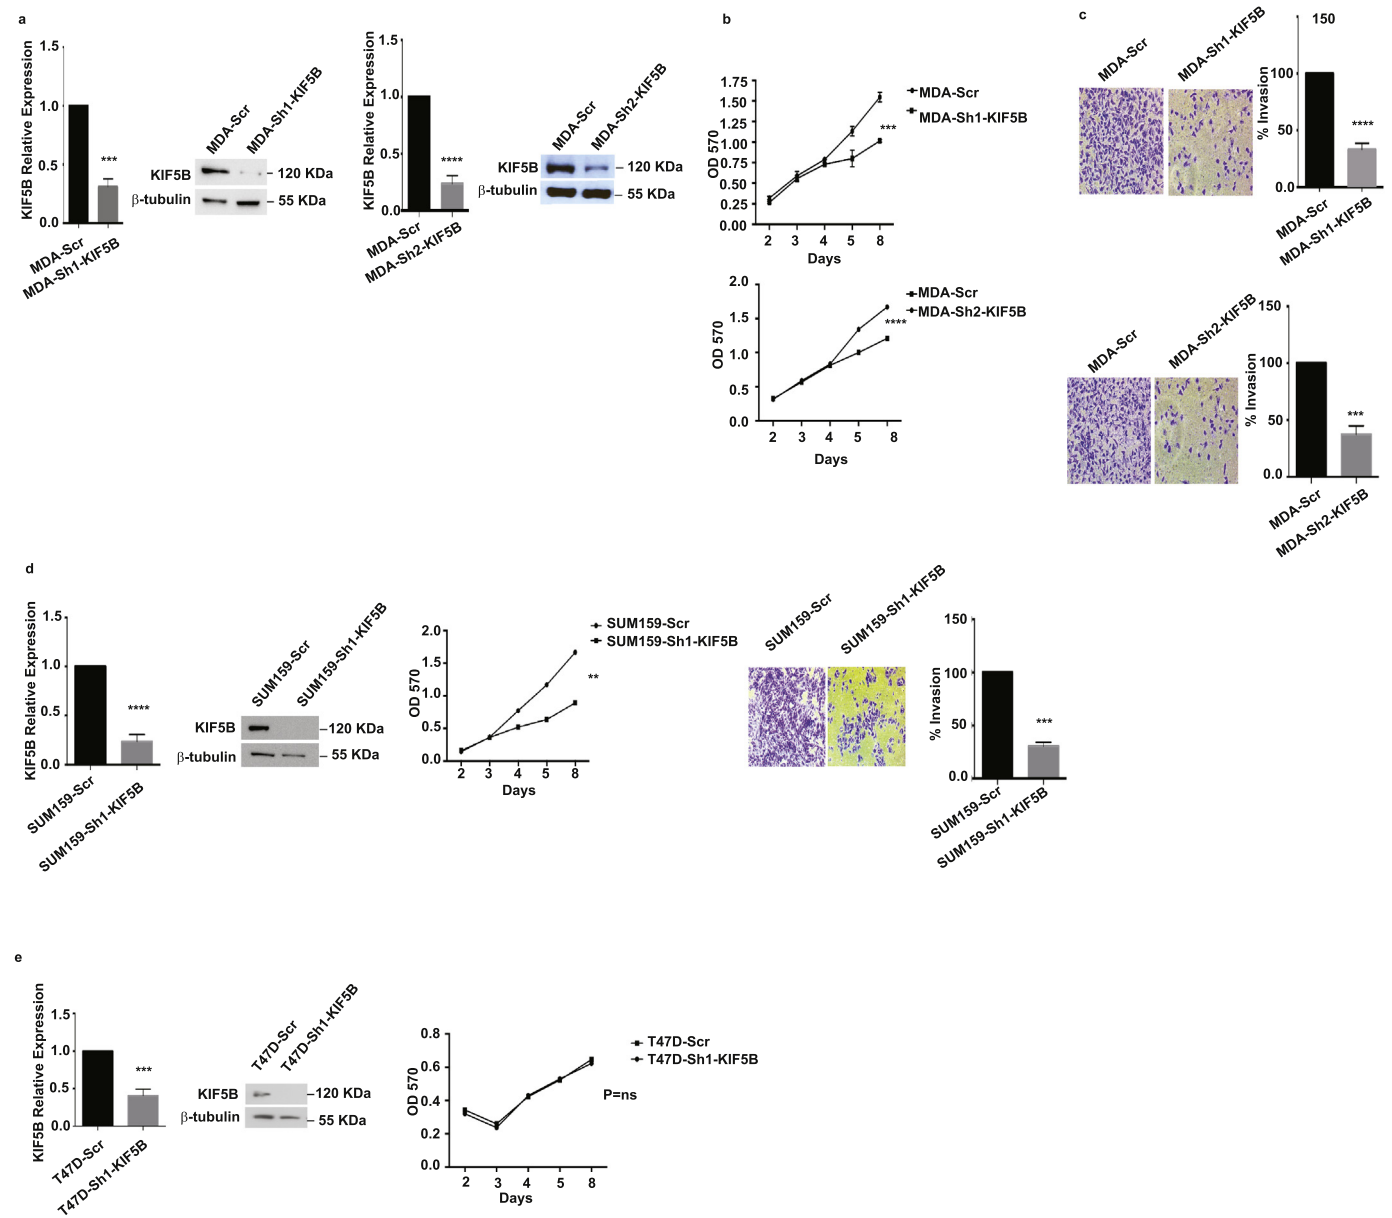 a
KIF5B Relative Expression
1.5
1.0
0.5
0.0
***
MDA-Scr
MDA-Sh1-KIF5B
MDA-Scr
MDA-Sh1-KIF5B
KIF5B
120 KDa
β-tubulin
55 KDa
KIF5B Relative Expression
1.5
1.0
0.5
0.0
****
MDA-Scr
MDA-Sh2-KIF5B
MDA-Scr
MDA-Sh2-KIF5B
KIF5B
120 KDa
β-tubulin
55 KDa
b
OD 570
1.75
1.50
1.25
1.00
0.75
0.50
0.25
0.00
2 3 4 5 8
Days
MDA-Scr
MDA-Sh1-KIF5B
***
OD 570
2.0
1.5
1.0
0.5
0.0
2 3 4 5 8
Days
MDA-Scr
MDA-Sh2-KIF5B
****
c
MDA-Scr
MDA-Sh1-KIF5B
% Invasion
150
100
50
0.0
****
MDA-Scr
MDA-Sh1-KIF5B
MDA-Scr
MDA-Sh2-KIF5B
% Invasion
150
100
50
0.0
***
MDA-Scr
MDA-Sh2-KIF5B
d
KIF5B Relative Expression
1.5
1.0
0.5
0.0
****
SUM159-Scr
SUM159-Sh1-KIF5B
SUM159-Scr
SUM159-Sh1-KIF5B
KIF5B
120 KDa
β-tubulin
55 KDa
OD 570
2.0
1.5
1.0
0.5
0.0
2 3 4 5 8
Days
SUM159-Scr
SUM159-Sh1-KIF5B
**
SUM159-Scr
SUM159-Sh1-KIF5B
% Invasion
150
100
50
0.0
***
SUM159-Scr
SUM159-Sh1-KIF5B
e
KIF5B Relative Expression
1.5
1.0
0.5
0.0
***
T47D-Scr
T47D-Sh1-KIF5B
T47D-Scr
T47D-Sh1-KIF5B
KIF5B
120 KDa
β-tubulin
55 KDa
OD 570
0.8
0.6
0.4
0.2
0.0
2 3 4 5 8
Days
T47D-Scr
T47D-Sh1-KIF5B
P=ns